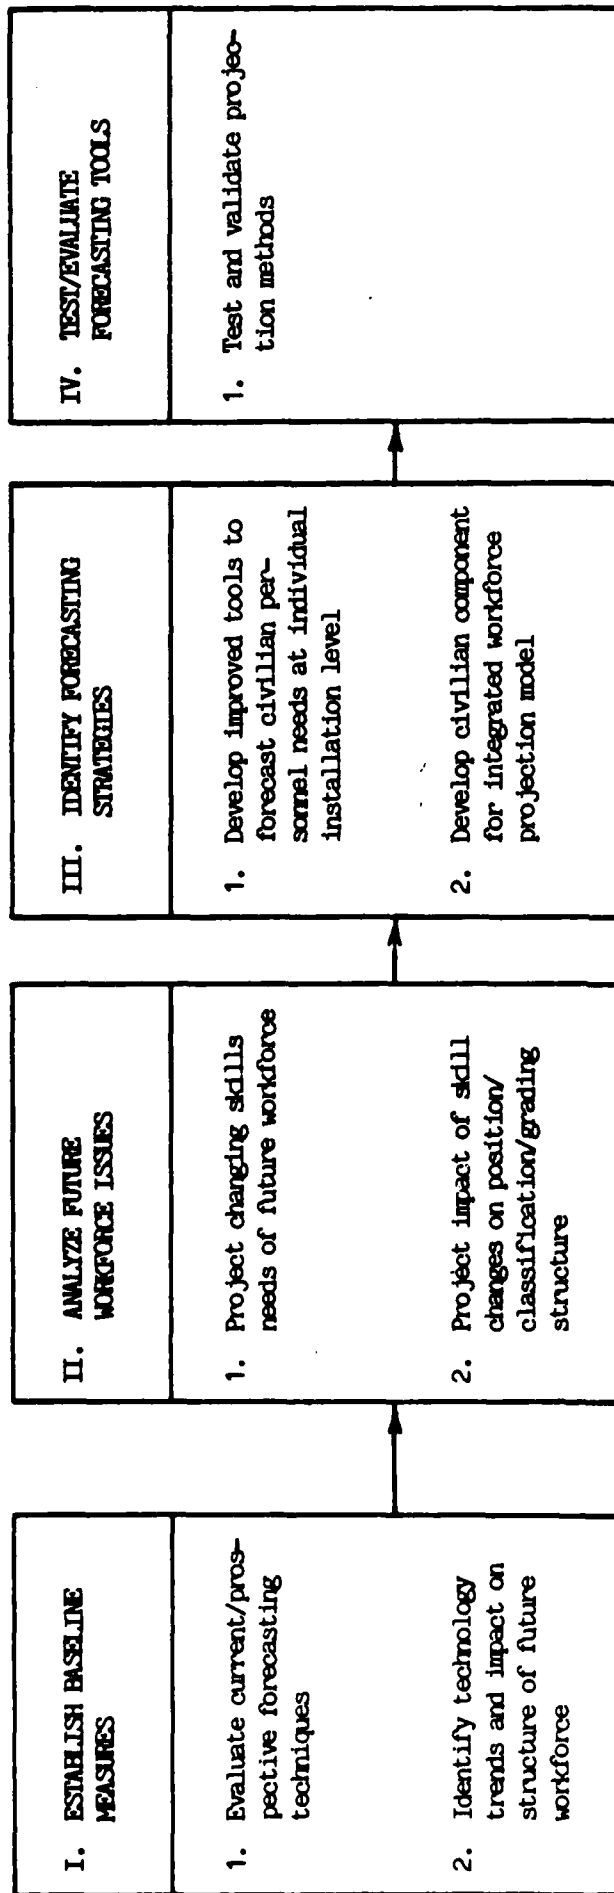 I. ESTABLISH BASELINE
MEASURES
1. Evaluate current/pros-
pective forecasting
techniques
2. Identify technology
trends and impact on
structure of future
workforce
II. ANALYZE FUTURE
WORKFORCE ISSUES
1. Project changing skills
needs of future workforce
2. Project impact of skill
changes on position/
classification/grading
structure
III. IDENTIFY FORECASTING
STRATEGIES
1. Develop improved tools to
forecast civilian per-
sonnel needs at individual
installation level
2. Develop civilian component
for integrated workforce
projection model
IV. TEST/EVALUATE
FORECASTING TOOLS
1. Test and validate projec-
tion methods